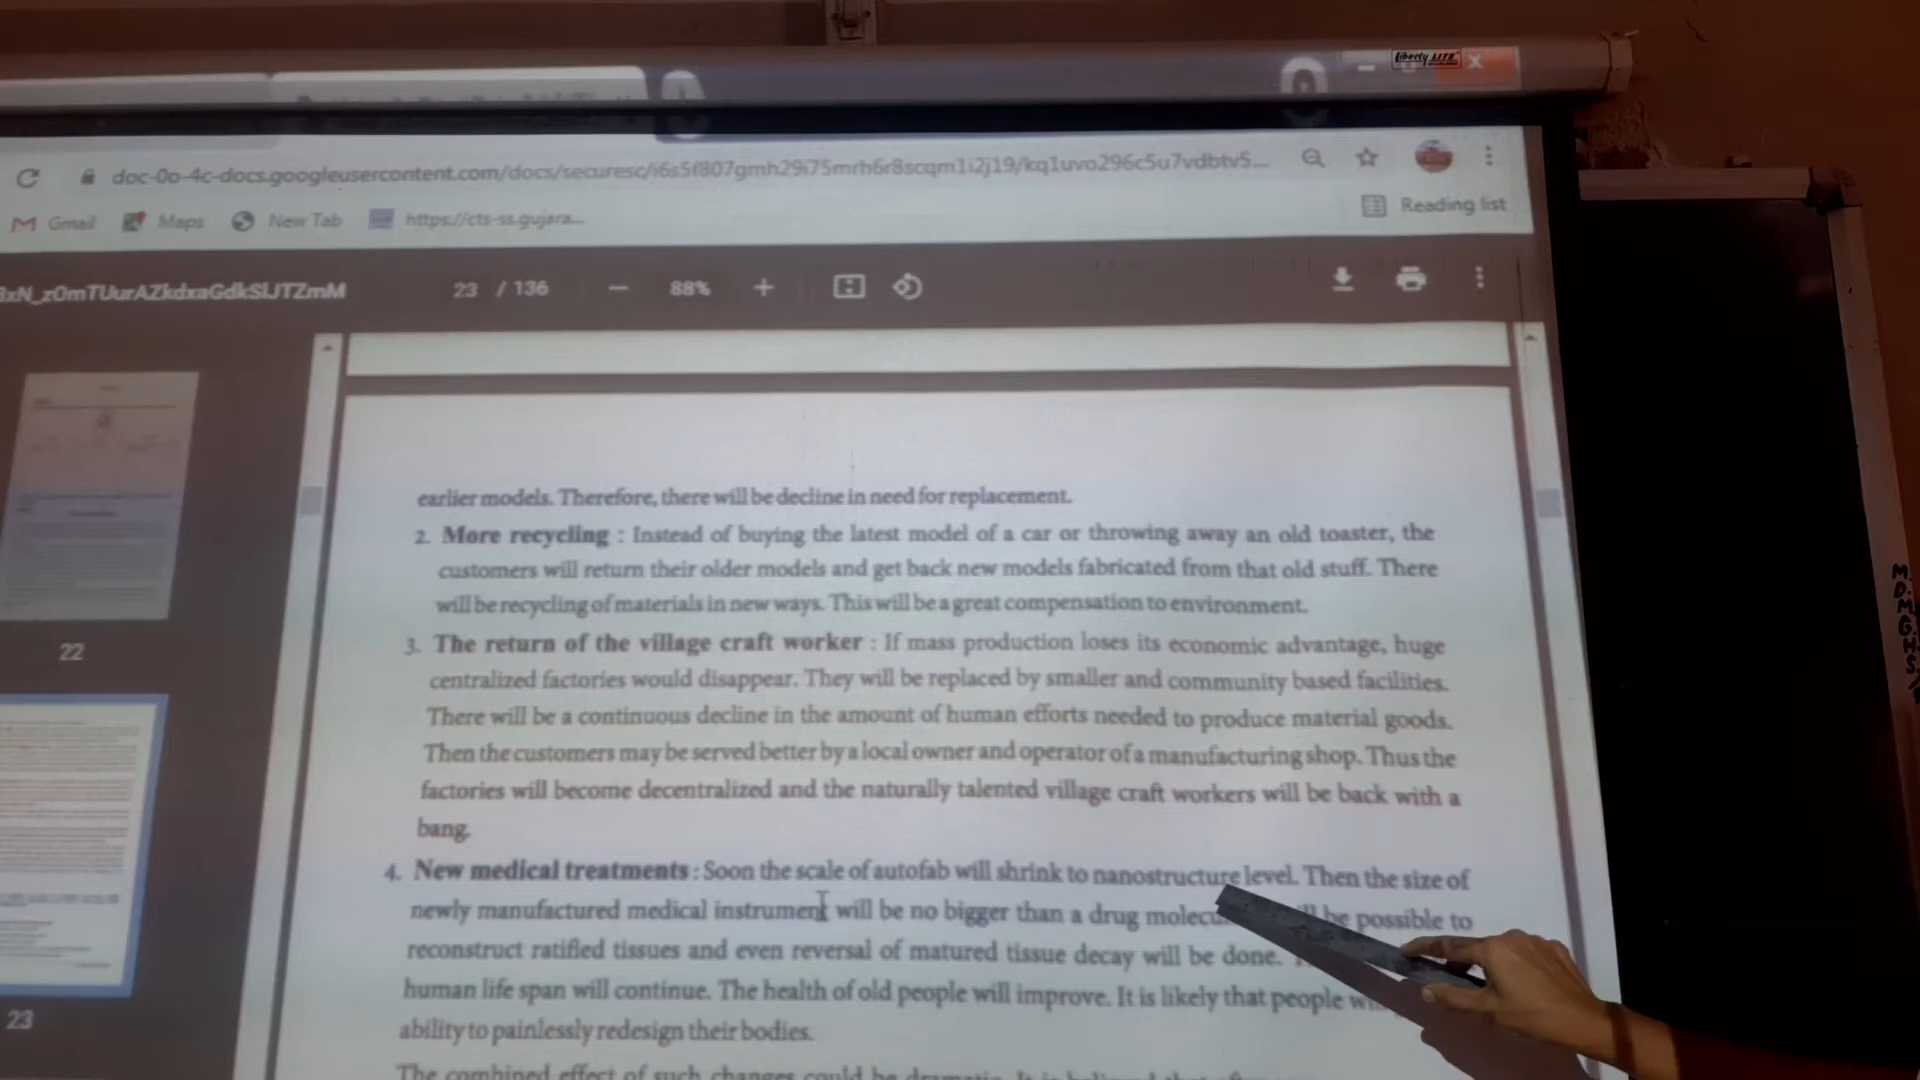 Liberty LITE
doc-0o-4c-docs.googleusercontent.com/docs/securesc/i6s5f807gmh29i75mrh6r8scqm1i2j19/kq1uvo296c5u7vdbtv5...
Gmail Maps New Tab https://cts-ss.gujara...
Reading list
3xN_zOmTUurAZkdxaGdkSlJTZmM 23 / 136 88%
earlier models. Therefore, there will be decline in need for replacement.
2. More recycling : Instead of buying the latest model of a car or throwing away an old toaster, the
customers will return their older models and get back new models fabricated from that old stuff. There
will be recycling of materials in new ways. This will be a great compensation to environment.
3. The return of the village craft worker : If mass production loses its economic advantage, huge
centralized factories would disappear. They will be replaced by smaller and community based facilities.
There will be a continuous decline in the amount of human efforts needed to produce material goods.
Then the customers may be served better by a local owner and operator of a manufacturing shop. Thus the
factories will become decentralized and the naturally talented village craft workers will be back with a
bang.
4. New medical treatments : Soon the scale of autofab will shrink to nanostructure level. Then the size of
newly manufactured medical instrument will be no bigger than a drug be possible to
reconstruct ratified tissues and even reversal of matured tissue decay will be done.
human life span will continue. The health of old people will improve. It is likely that people
ability to painlessly redesign their bodies.
The combined effect of such changes could be
22
23
M.D.M.G.H.S